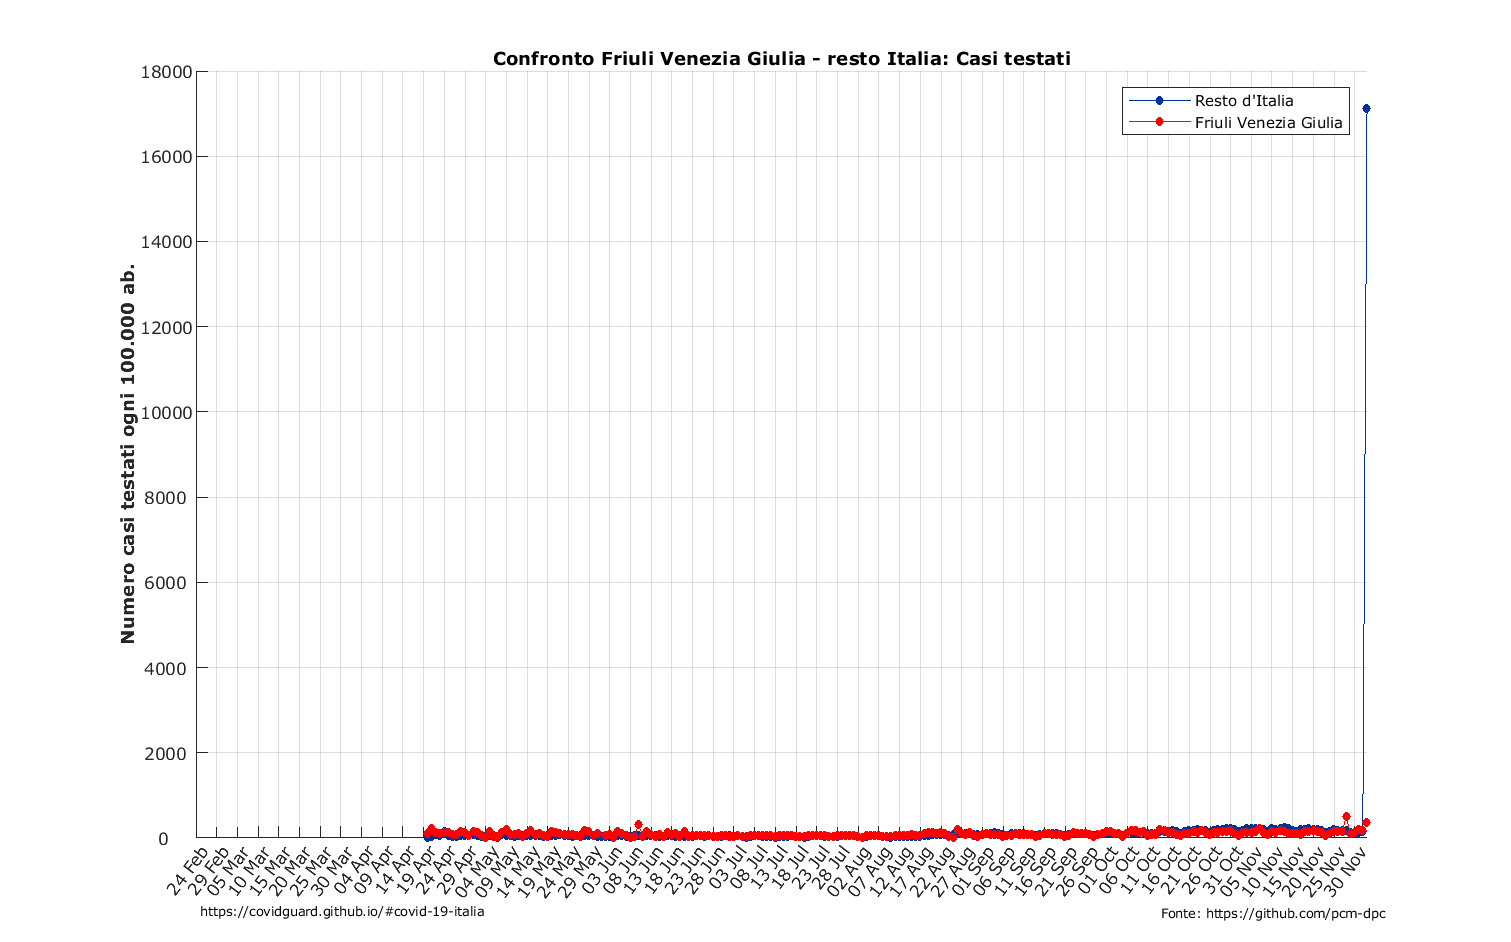 Confronto Friuli Venezia Giulia - resto Italia: Casi testati
Resto d'Italia
Friuli Venezia Giulia
Numero casi testati ogni 100.000 ab.
18000
16000
14000
12000
10000
8000
6000
4000
2000
0
24 Feb
29 Feb
05 Mar
10 Mar
15 Mar
20 Mar
25 Mar
30 Mar
04 Apr
09 Apr
14 Apr
19 Apr
24 Apr
29 Apr
04 May
09 May
14 May
19 May
24 May
29 May
03 Jun
08 Jun
13 Jun
18 Jun
23 Jun
28 Jun
03 Jul
08 Jul
13 Jul
18 Jul
23 Jul
28 Jul
02 Aug
07 Aug
12 Aug
17 Aug
22 Aug
27 Aug
01 Sep
06 Sep
11 Sep
16 Sep
21 Sep
26 Sep
01 Oct
06 Oct
11 Oct
16 Oct
21 Oct
26 Oct
31 Oct
05 Nov
10 Nov
15 Nov
20 Nov
25 Nov
30 Nov
https://covidguard.github.io/#covid-19-italia
Fonte: https://github.com/pcm-dpc